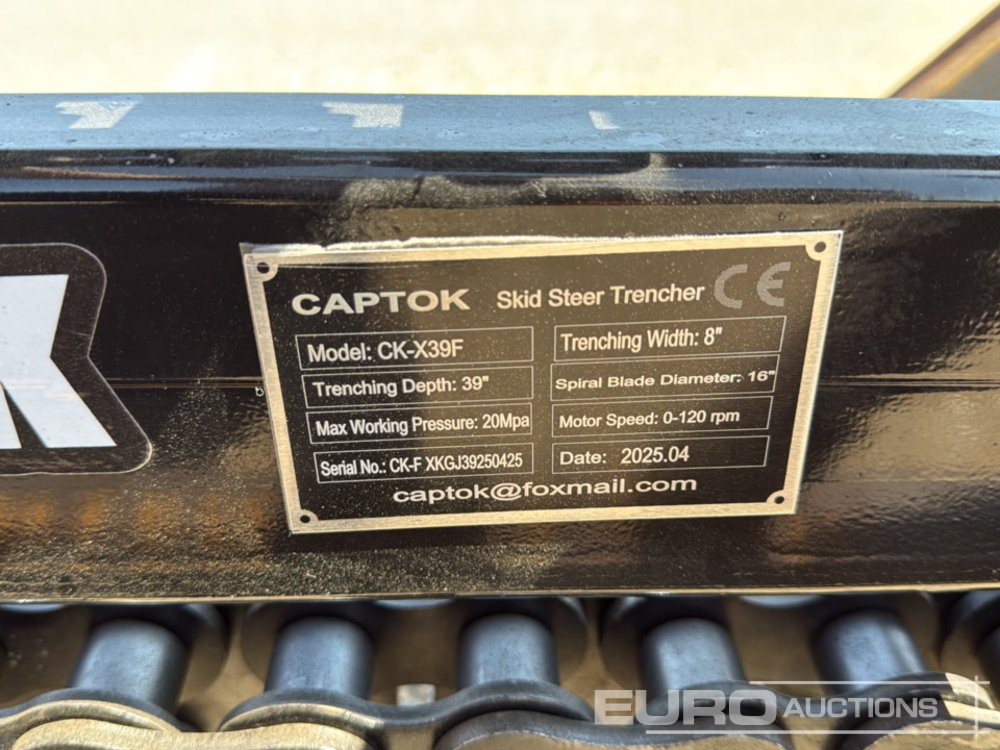 K
CAPTOK Skid Steer Trencher CE
Model: CK-X39F
Trenching Width: 8"
Trenching Depth: 39"
Spiral Blade Diameter: 16"
Max Working Pressure: 20Mpa
Motor Speed: 0-120 rpm
Serial No.: CK-F XKGJ39250425
Date: 2025.04
captok@foxmail.com
EURO AUCTIONS